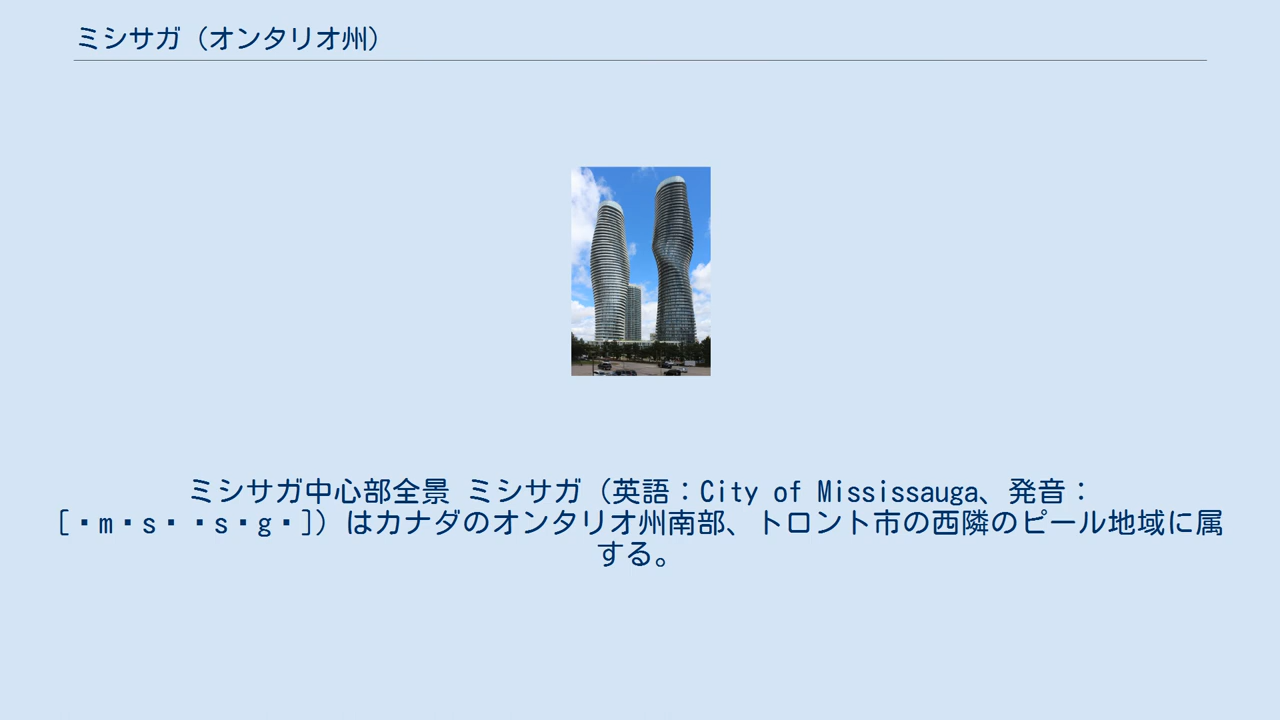 ミシサガ（オンタリオ州）
ミシサガ中心部全景 ミシサガ（英語：City of Mississauga、発音：
[・m・s・ ・s・g・]）はカナダのオンタリオ州南部、トロント市の西隣のピール地域に属
する。